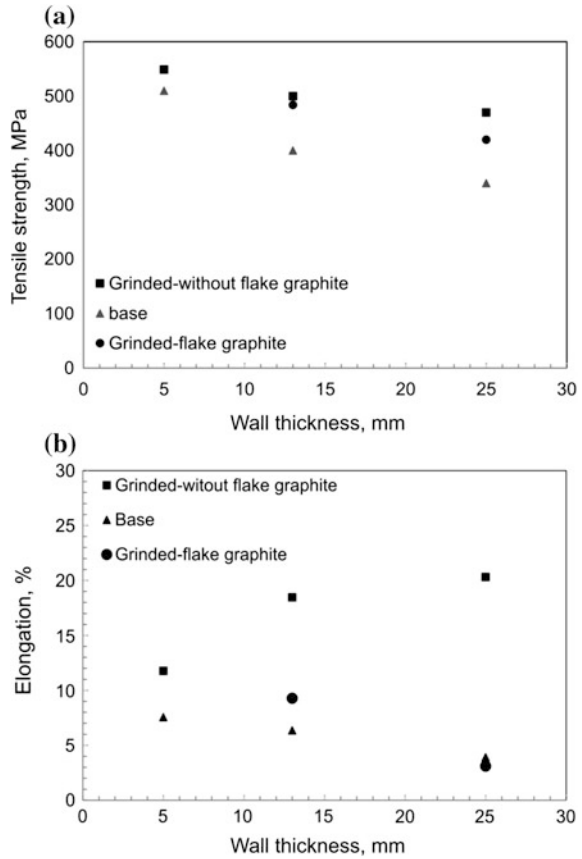 (a)
600
500
400
300
200
100
0
Tensile strength, MPa
Grinded-without flake graphite
base
Grinded-flake graphite
0 5 10 15 20 25 30
Wall thickness, mm
(b)
30
25
20
15
10
5
0
Elongation, %
Grinded-witout flake graphite
Base
Grinded-flake graphite
0 5 10 15 20 25 30
Wall thickness, mm